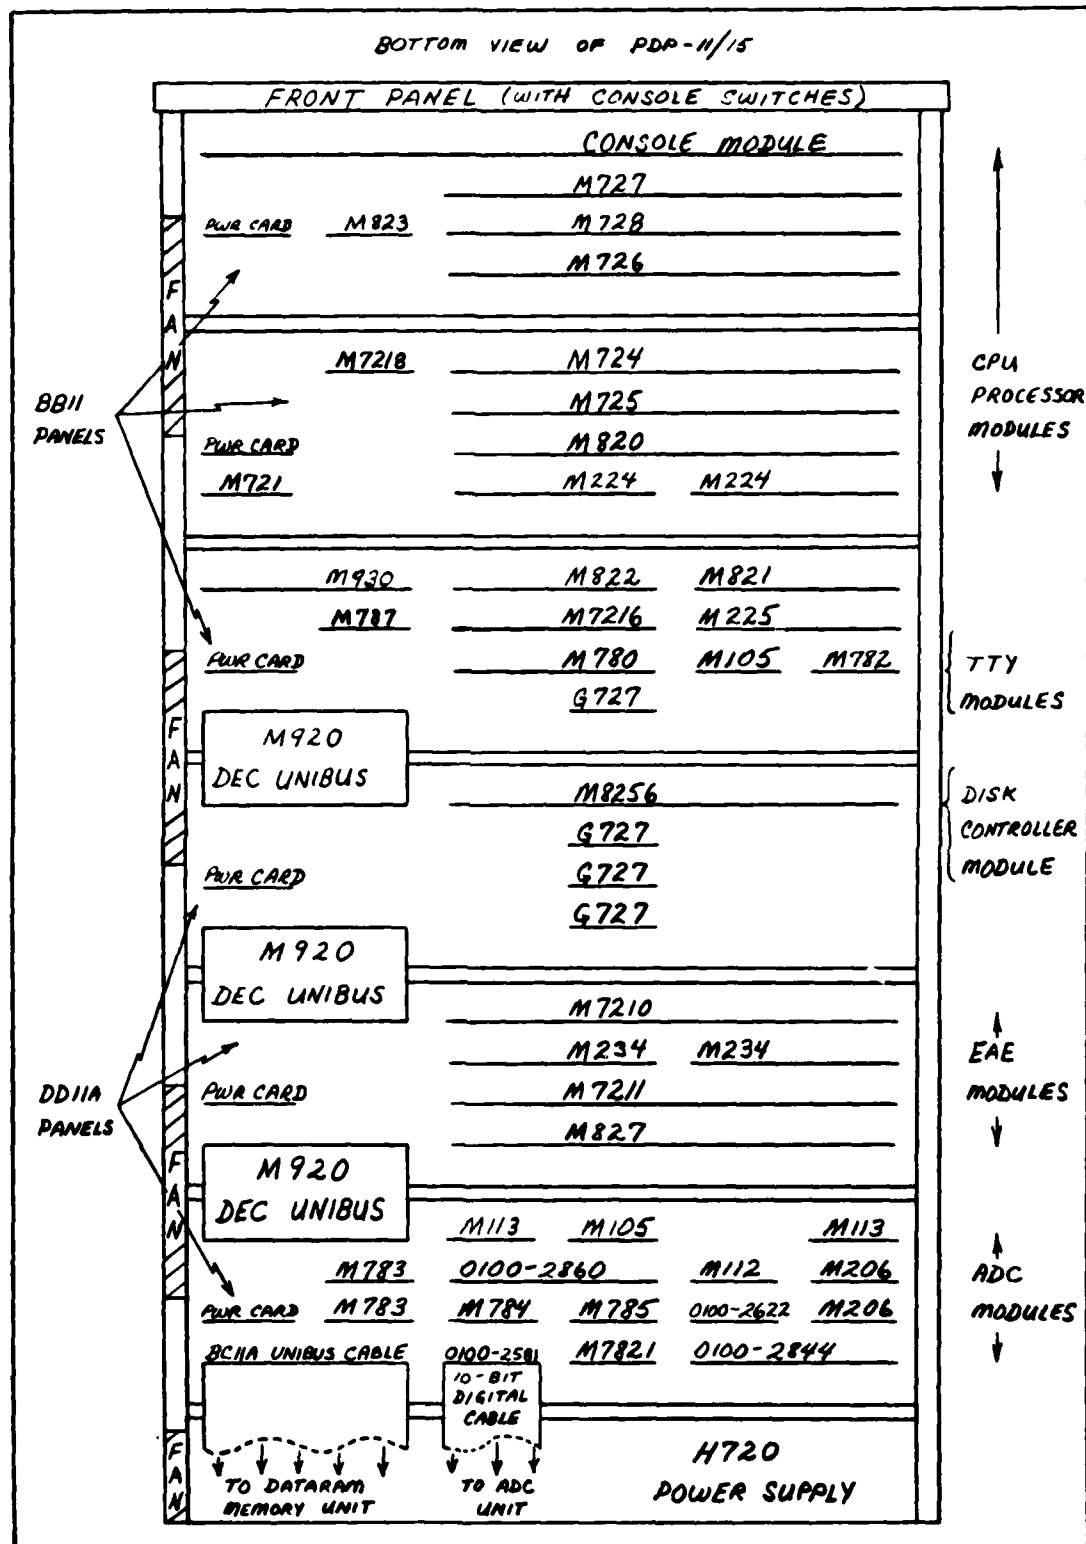 BOTTOM VIEW OF PDP-11/15
FRONT PANEL (WITH CONSOLE SWITCHES)
CONSOLE MODULE
M727
PWR CARD M823 M728
M726
FAN
M7218 M724
CPU
PROCESSOR
MODULES
BB11
PANELS
M725
PWR CARD M820
M721 M224 M224
M930 M822 M821
M787 M7216 M225
PWR CARD M780 M105 M782
TTY
MODULES
G727
M920
DEC UNIBUS
FAN
M8256
DISK
CONTROLLER
MODULE
G727
PWR CARD G727
G727
M920
DEC UNIBUS
M7210
M234 M234
EAE
MODULES
DD11A
PANELS
PWR CARD M7211
M827
M920
DEC UNIBUS
FAN
M113 M105 M113
M783 0100-2860 M112 M206
ADC
MODULES
PWR CARD M783 M784 M785 0100-2622 M206
BC11A UNIBUS CABLE 0100-2581 M7821 0100-2844
10-BIT
DIGITAL
CABLE
FAN
H720
POWER SUPPLY
TO DATARAM
MEMORY UNIT
TO ADC
UNIT